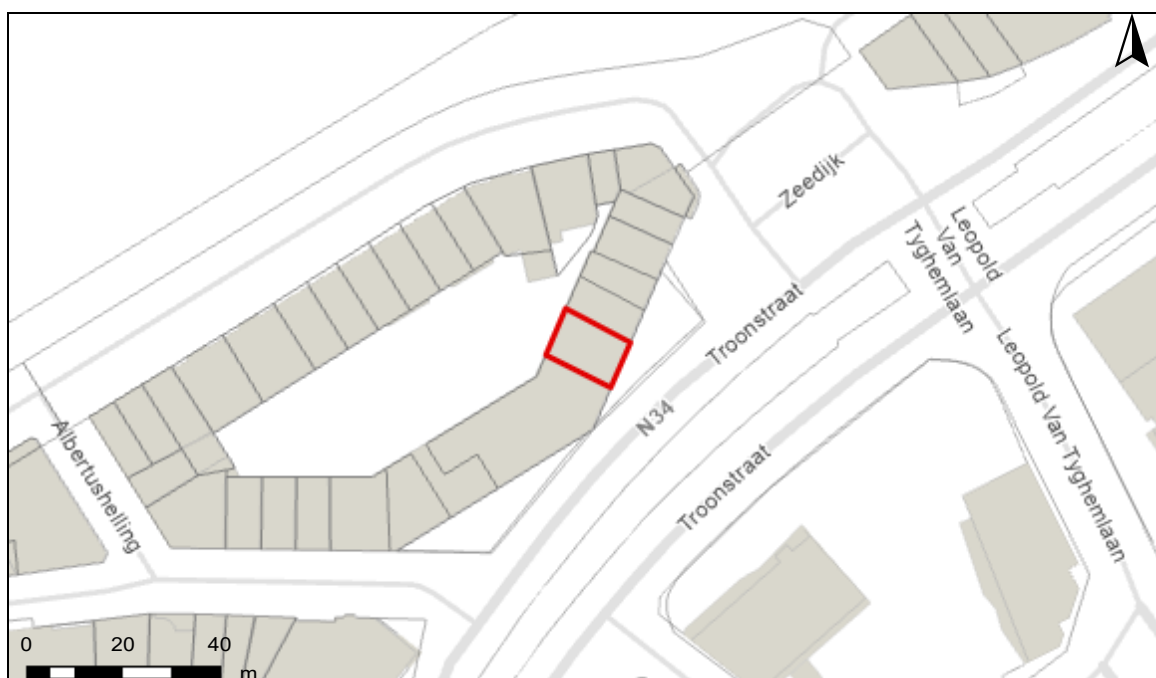 Zeedijk
Leopold
Van
Tyghemlaan
Troonstraat
N34
Leopold Van Tyghemlaan
Troonstraat
Albertushelling
0 20 40
m